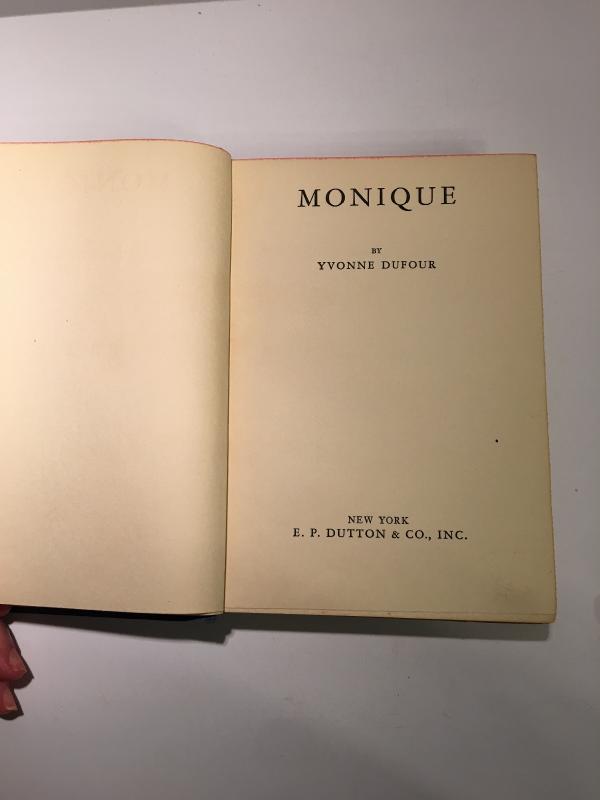 MONIQUE
BY
YVONNE DUFOUR
NEW YORK
E. P. DUTTON & CO., INC.